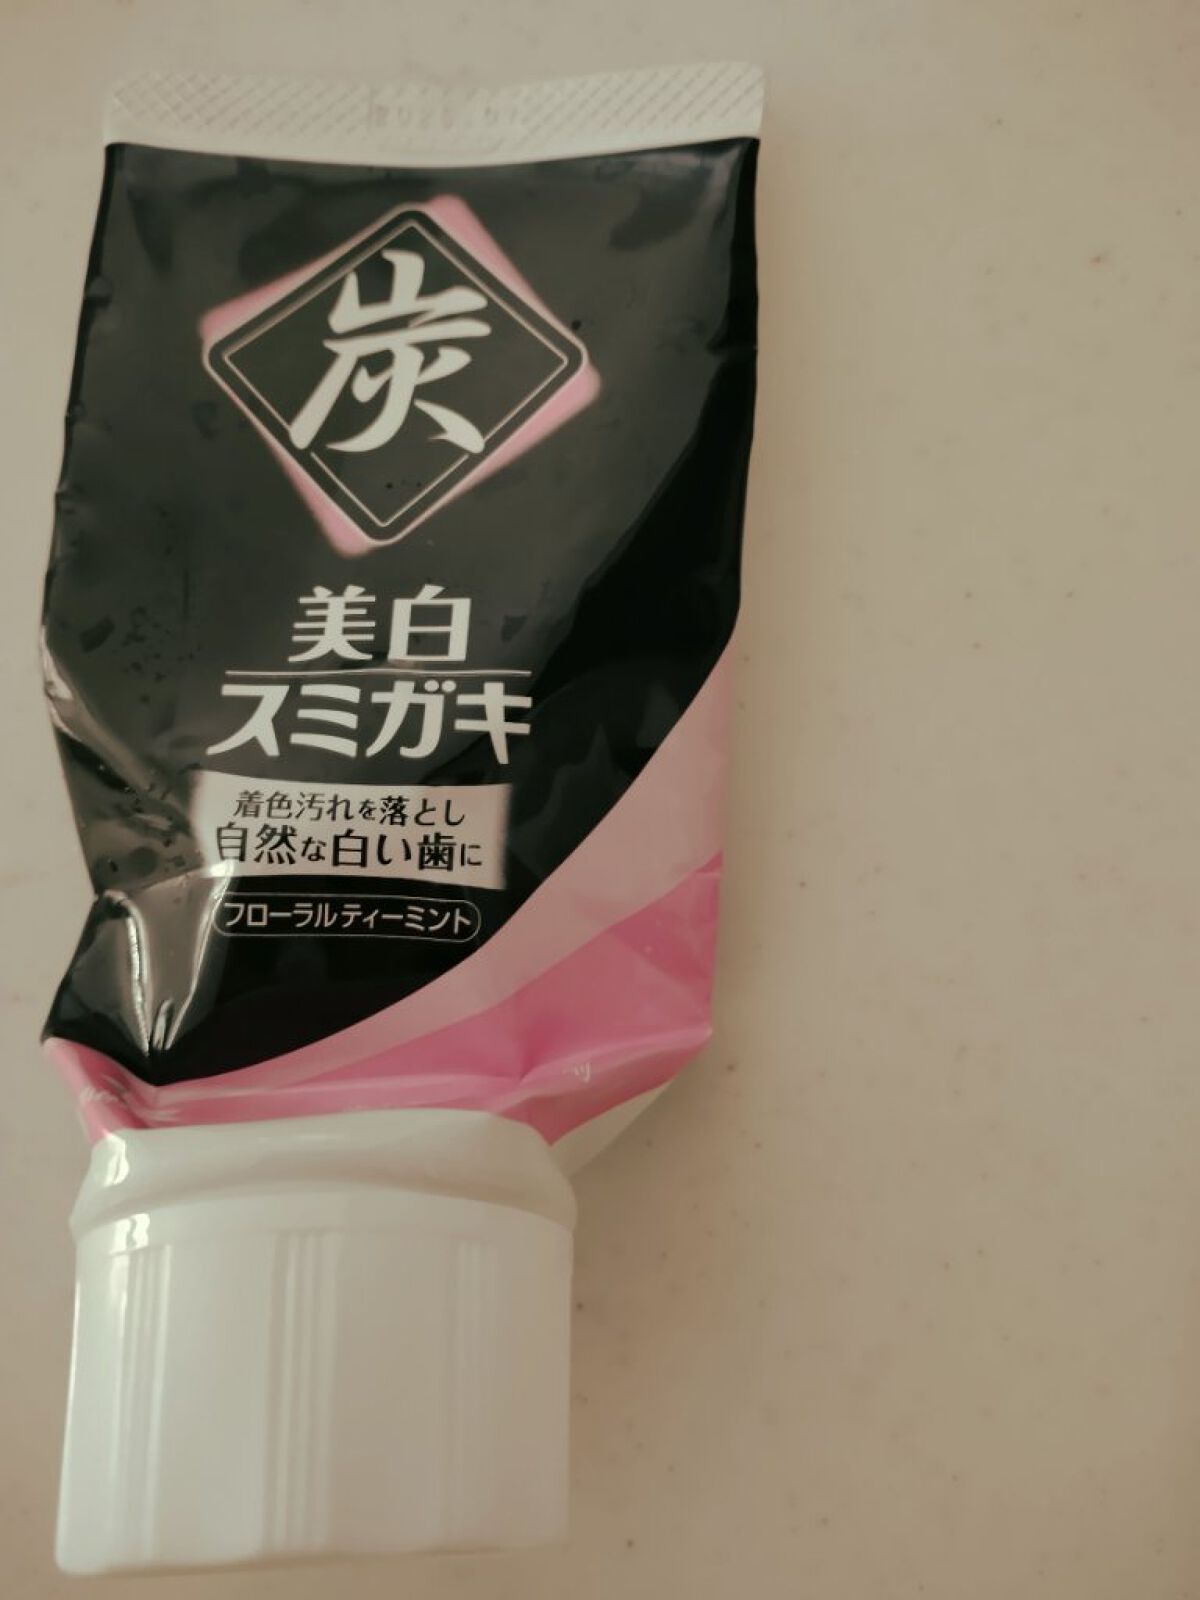 炭
美白
スミガキ
着色汚れを落とし
自然な白い歯に
フローラルティーミント